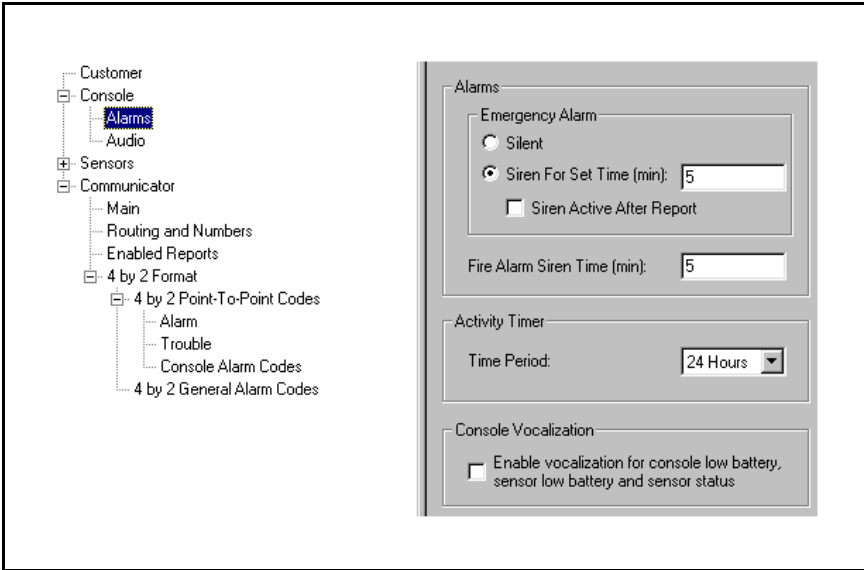 Customer
Console
Alarms
Audio
Sensors
Communicator
Main
Routing and Numbers
Enabled Reports
4 by 2 Format
4 by 2 Point-To-Point Codes
Alarm
Trouble
Console Alarm Codes
4 by 2 General Alarm Codes
Alarms
Emergency Alarm
Silent
Siren For Set Time (min): 5
Siren Active After Report
Fire Alarm Siren Time (min): 5
Activity Timer
Time Period: 24 Hours
Console Vocalization
Enable vocalization for console low battery,
sensor low battery and sensor status